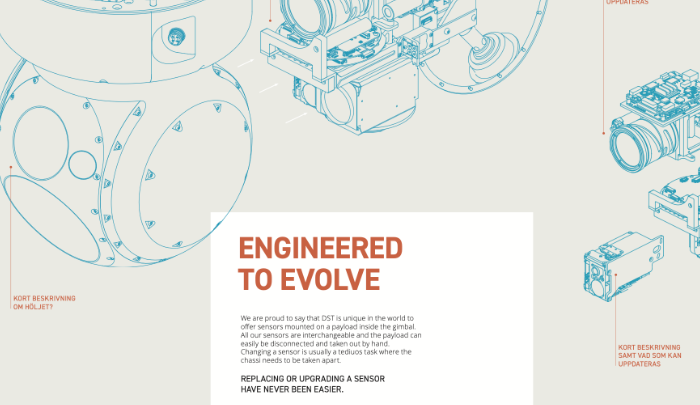 UPPDATERAS
KORT BESKRIVNING
OM HÖLJET?
ENGINEERED
TO EVOLVE
We are proud to say that DST is unique in the world to
offer sensors mounted on a payload inside the gimbal.
All our sensors are interchangeable and the payload can
easily be disconnected and taken out by hand.
Changing a sensor is usually a tediuos task where the
chassi needs to be taken apart.
REPLACING OR UPGRADING A SENSOR
HAVE NEVER BEEN EASIER.
KORT BESKRIVNING
SAMT VAD SOM KAN
UPPDATERAS